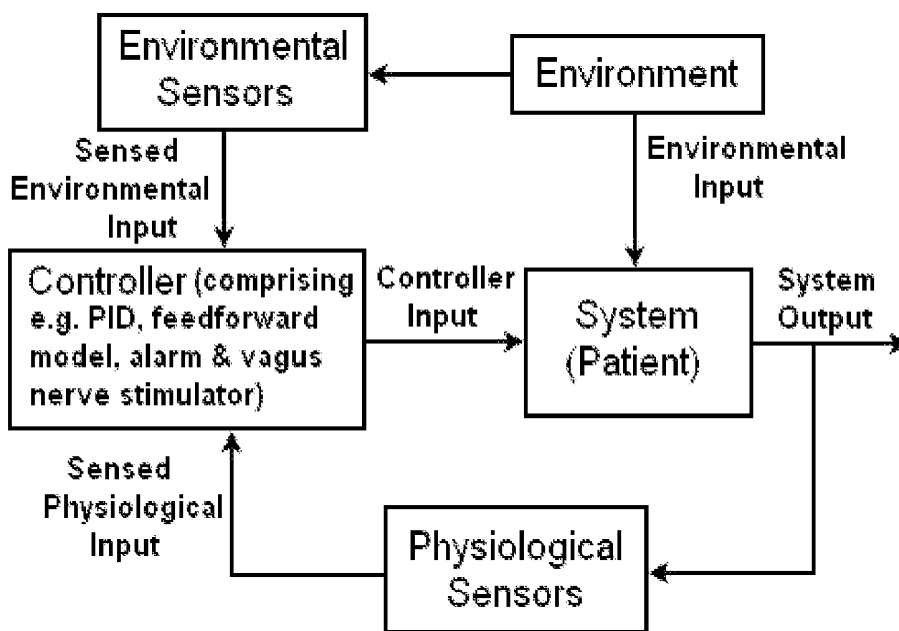 Environmental
Sensors
Environment
Sensed
Environmental
Input
Environmental
Input
Controller (comprising
e.g. PID, feedforward
model, alarm & vagus
nerve stimulator)
Controller
Input
System
(Patient)
System
Output
Sensed
Physiological
Input
Physiological
Sensors